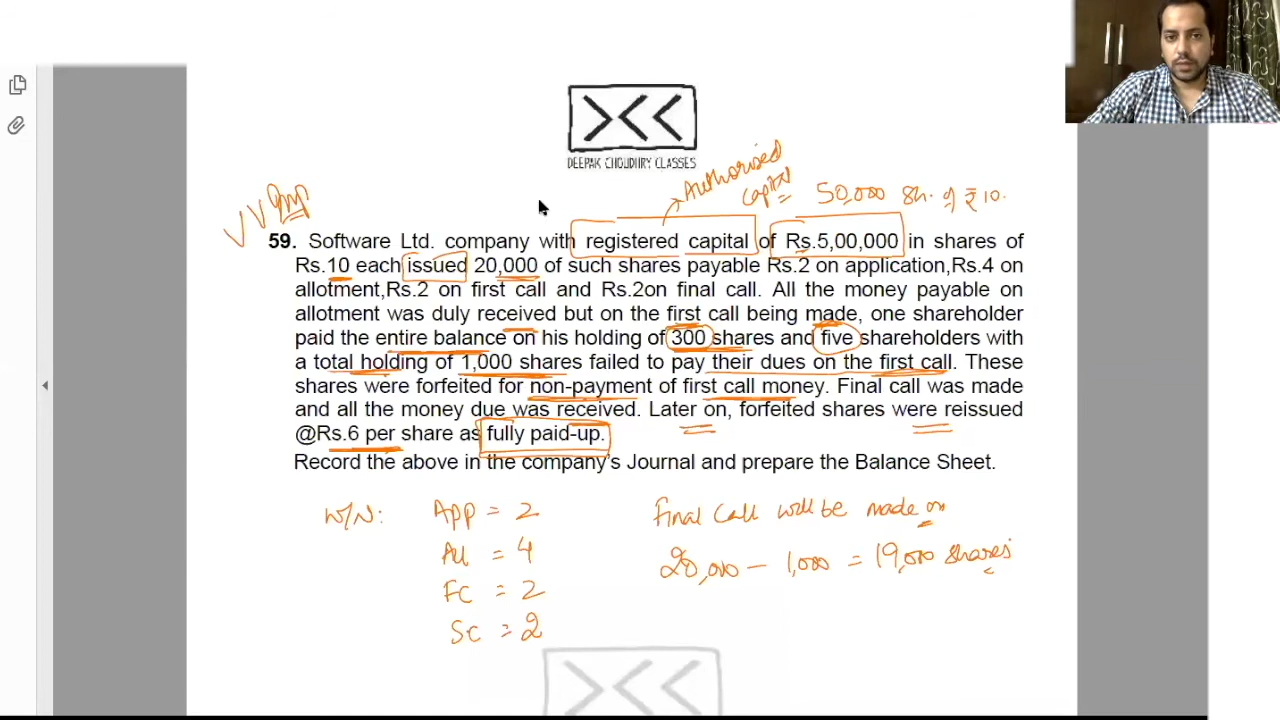 DEEPAK CHOUDHRY CLASSES
Authorised
capital
50,000 Sh. of ₹10.
VV Imp
59. Software Ltd. company with registered capital of Rs.5,00,000 in shares of
Rs.10 each issued 20,000 of such shares payable Rs.2 on application,Rs.4 on
allotment,Rs.2 on first call and Rs.2on final call. All the money payable on
allotment was duly received but on the first call being made, one shareholder
paid the entire balance on his holding of 300 shares and five shareholders with
a total holding of 1,000 shares failed to pay their dues on the first call. These
shares were forfeited for non-payment of first call money. Final call was made
and all the money due was received. Later on, forfeited shares were reissued
@Rs.6 per share as fully paid-up.
Record the above in the company's Journal and prepare the Balance Sheet.
W/N: App = 2
All = 4
FC = 2
SC = 2
Final Call will be made on
20,000 - 1,000 = 19,000 shares